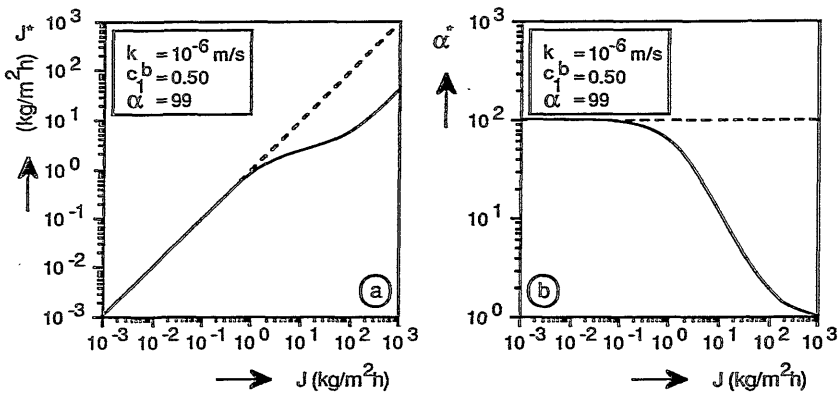 J* (kg/m²h)
10³
10²
10¹
10⁰
10⁻¹
10⁻²
10⁻³
k = 10⁻⁶ m/s
c₁ᵇ = 0.50
α = 99
a
10⁻³ 10⁻² 10⁻¹ 10⁰ 10¹ 10² 10³
J (kg/m²h)
α*
10³
10²
10¹
10⁰
k = 10⁻⁶ m/s
c₁ᵇ = 0.50
α = 99
b
10⁻³ 10⁻² 10⁻¹ 10⁰ 10¹ 10² 10³
J (kg/m²h)